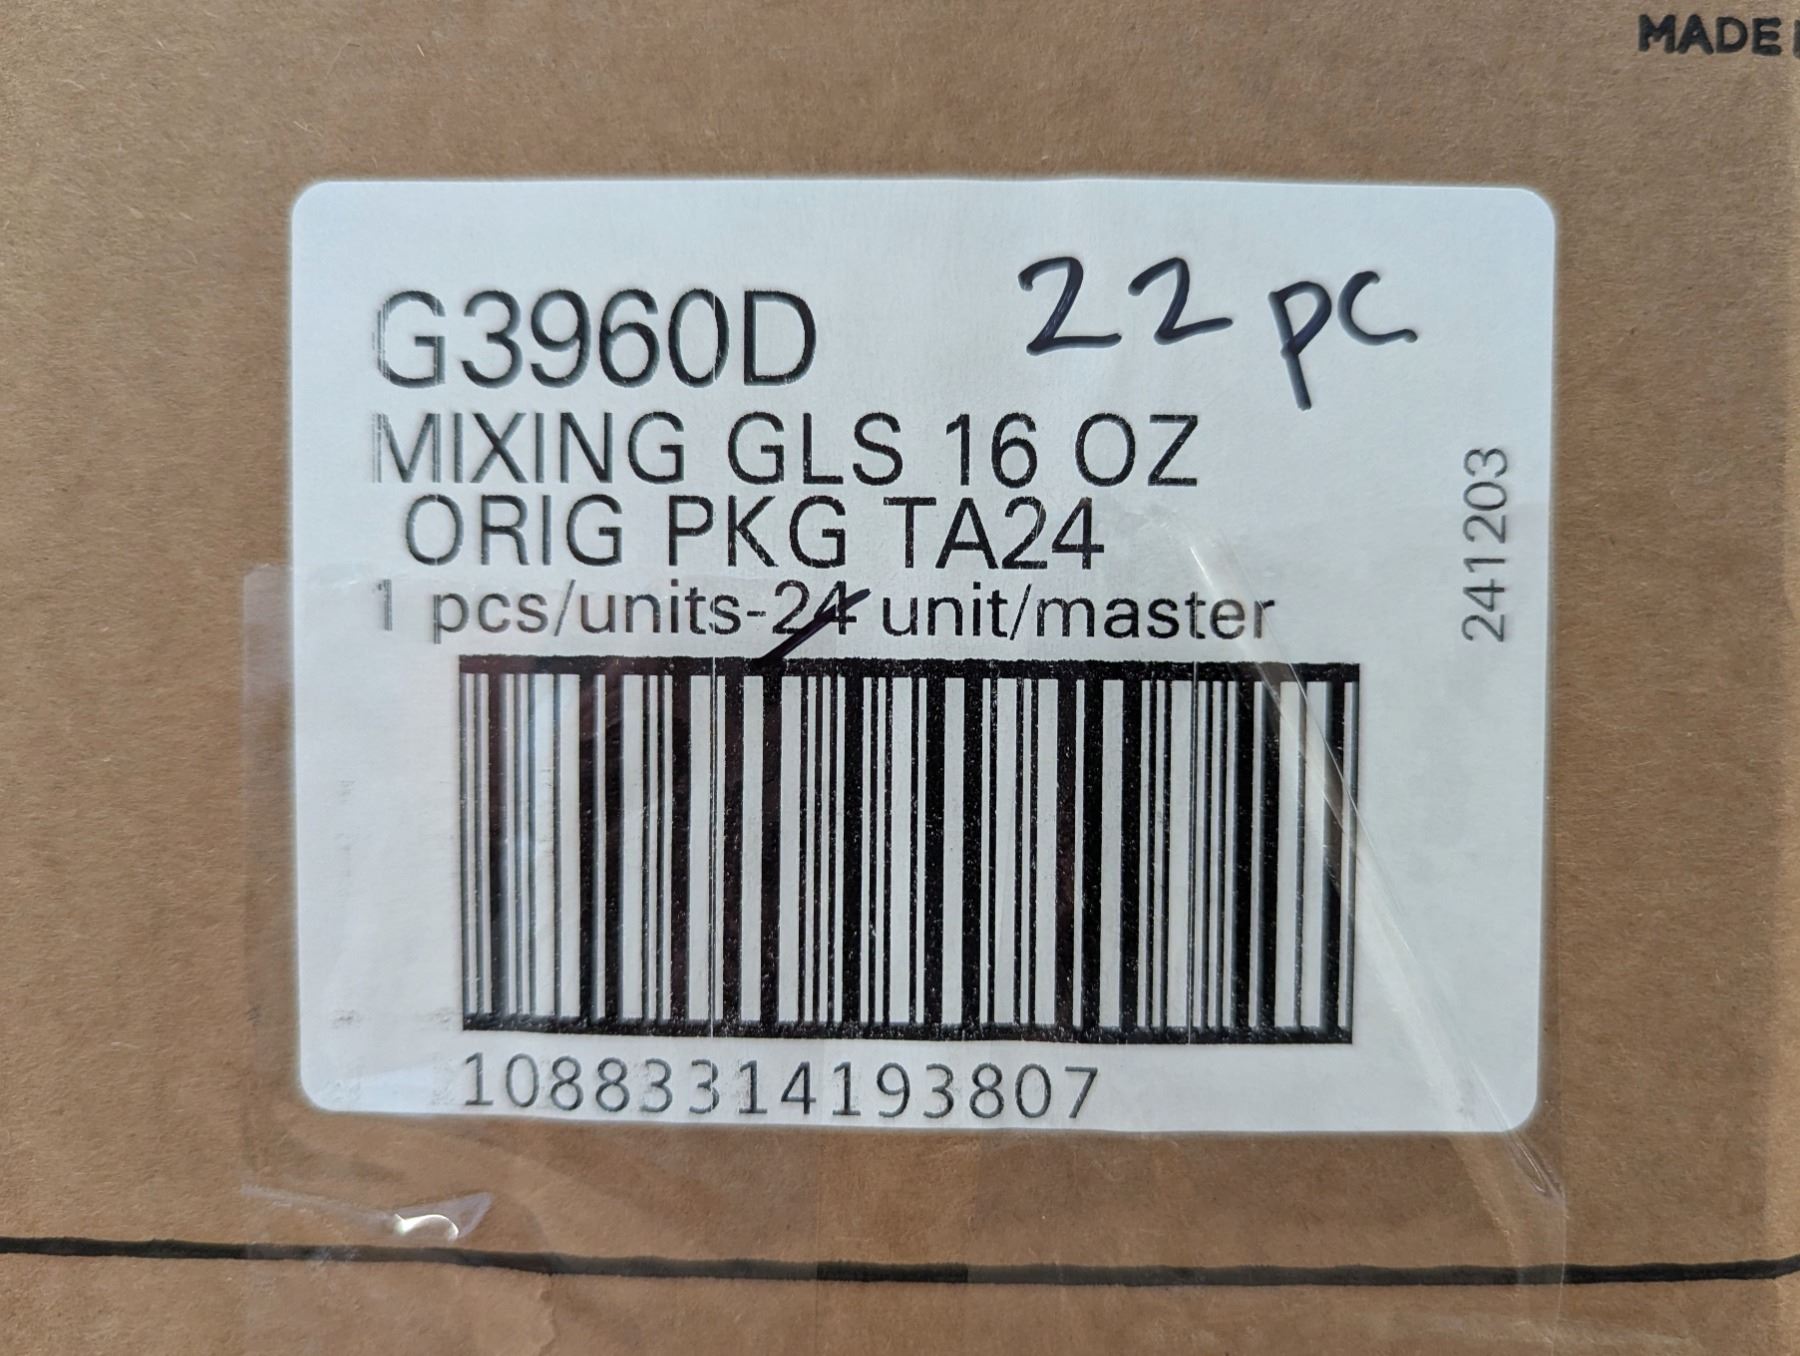 MADE
G3960D
22 pc
MIXING GLS 16 OZ
ORIG PKG TA24
1 pcs/units-24 unit/master
241203
10883314193807